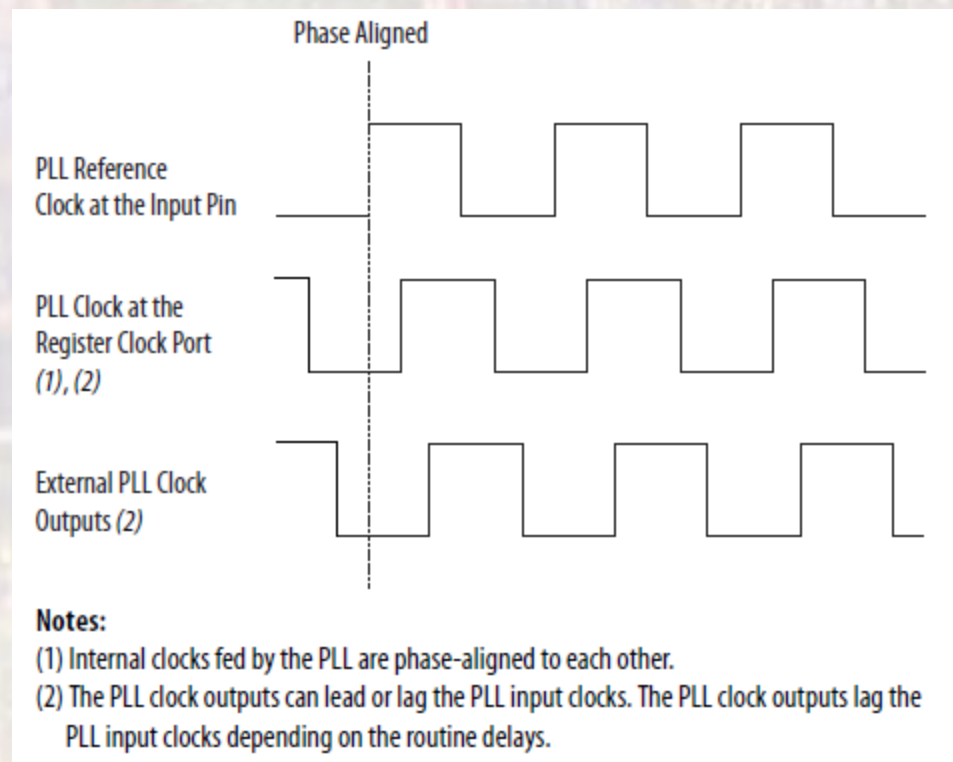 Phase Aligned
PLL Reference
Clock at the Input Pin
PLL Clock at the
Register Clock Port
(1), (2)
External PLL Clock
Outputs (2)
Notes:
(1) Internal clocks fed by the PLL are phase-aligned to each other.
(2) The PLL clock outputs can lead or lag the PLL input clocks. The PLL clock outputs lag the
PLL input clocks depending on the routine delays.